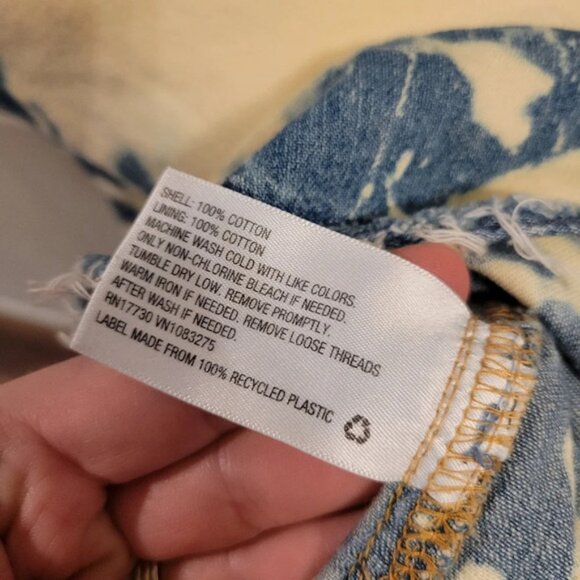 SHELL: 100% COTTON
LINING: 100% COTTON
MACHINE WASH COLD WITH LIKE COLORS.
ONLY NON-CHLORINE BLEACH IF NEEDED.
TUMBLE DRY LOW. REMOVE PROMPTLY.
WARM IRON IF NEEDED. REMOVE LOOSE THREADS
AFTER WASH IF NEEDED.
RN17730 VN1083275
LABEL MADE FROM 100% RECYCLED PLASTIC